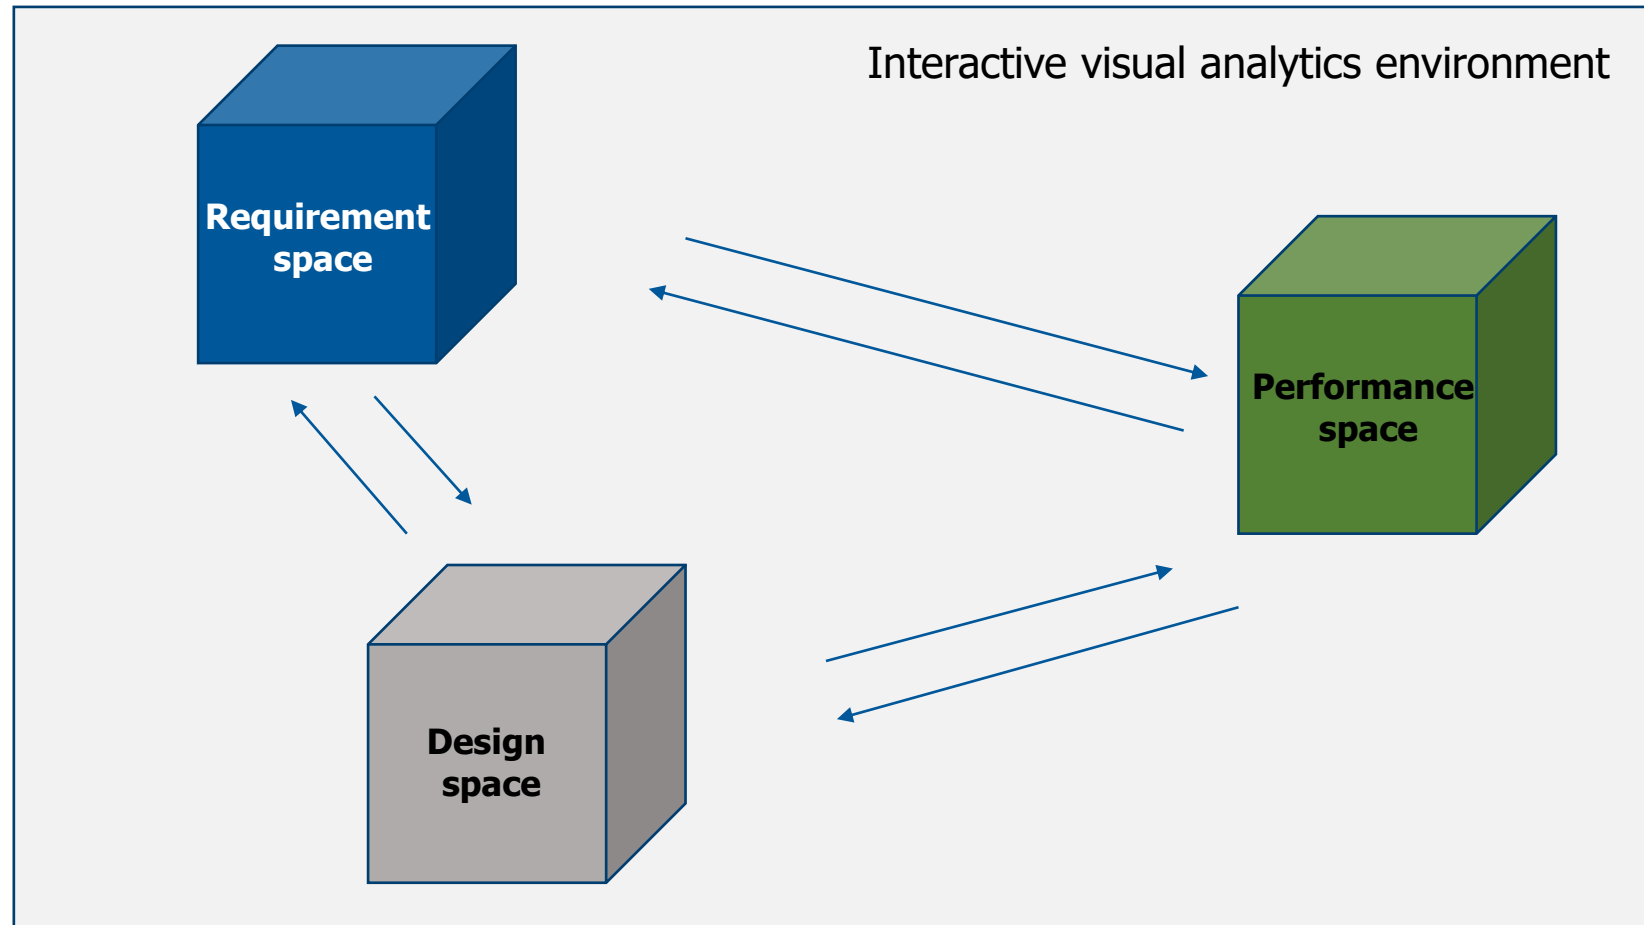 Interactive visual analytics environment
Requirement
space
Performance
space
Design
space